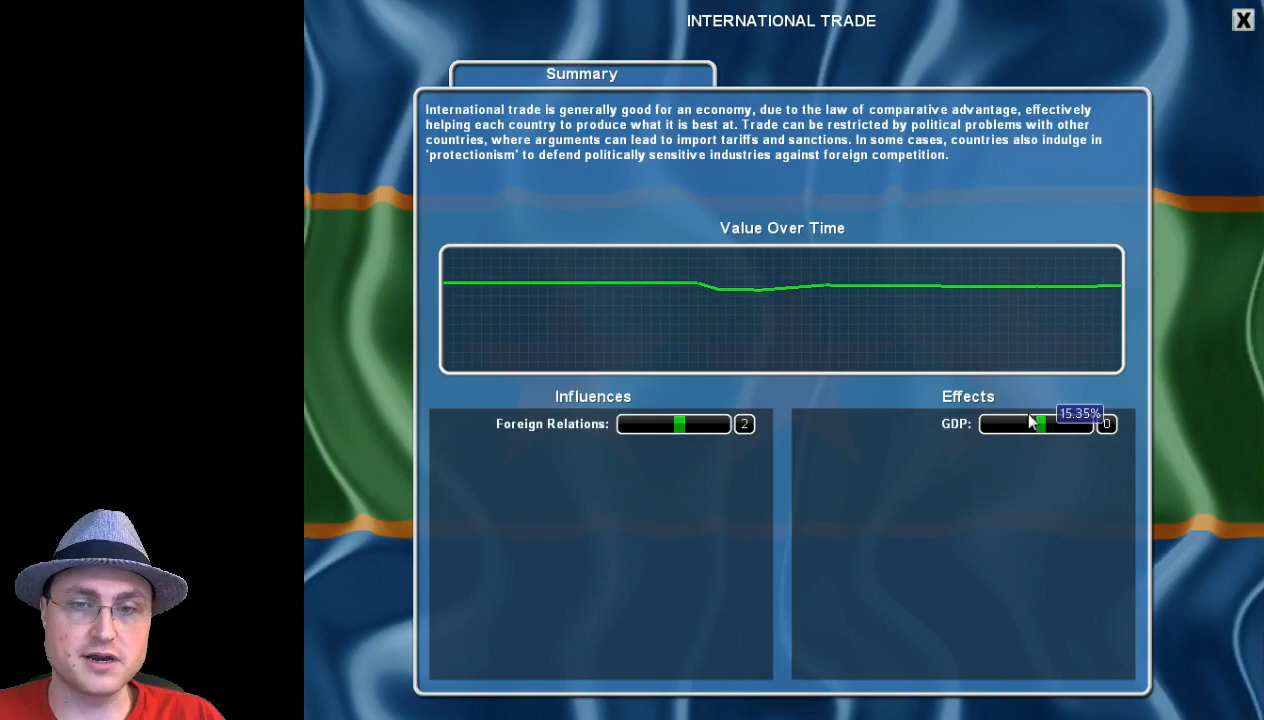 INTERNATIONAL TRADE
X
Summary
International trade is generally good for an economy, due to the law of comparative advantage, effectively
helping each country to produce what it is best at. Trade can be restricted by political problems with other
countries, where arguments can lead to import tariffs and sanctions. In some cases, countries also indulge in
'protectionism' to defend politically sensitive industries against foreign competition.
Value Over Time
Influences
Effects
Foreign Relations: 2
GDP: 15.35% 0